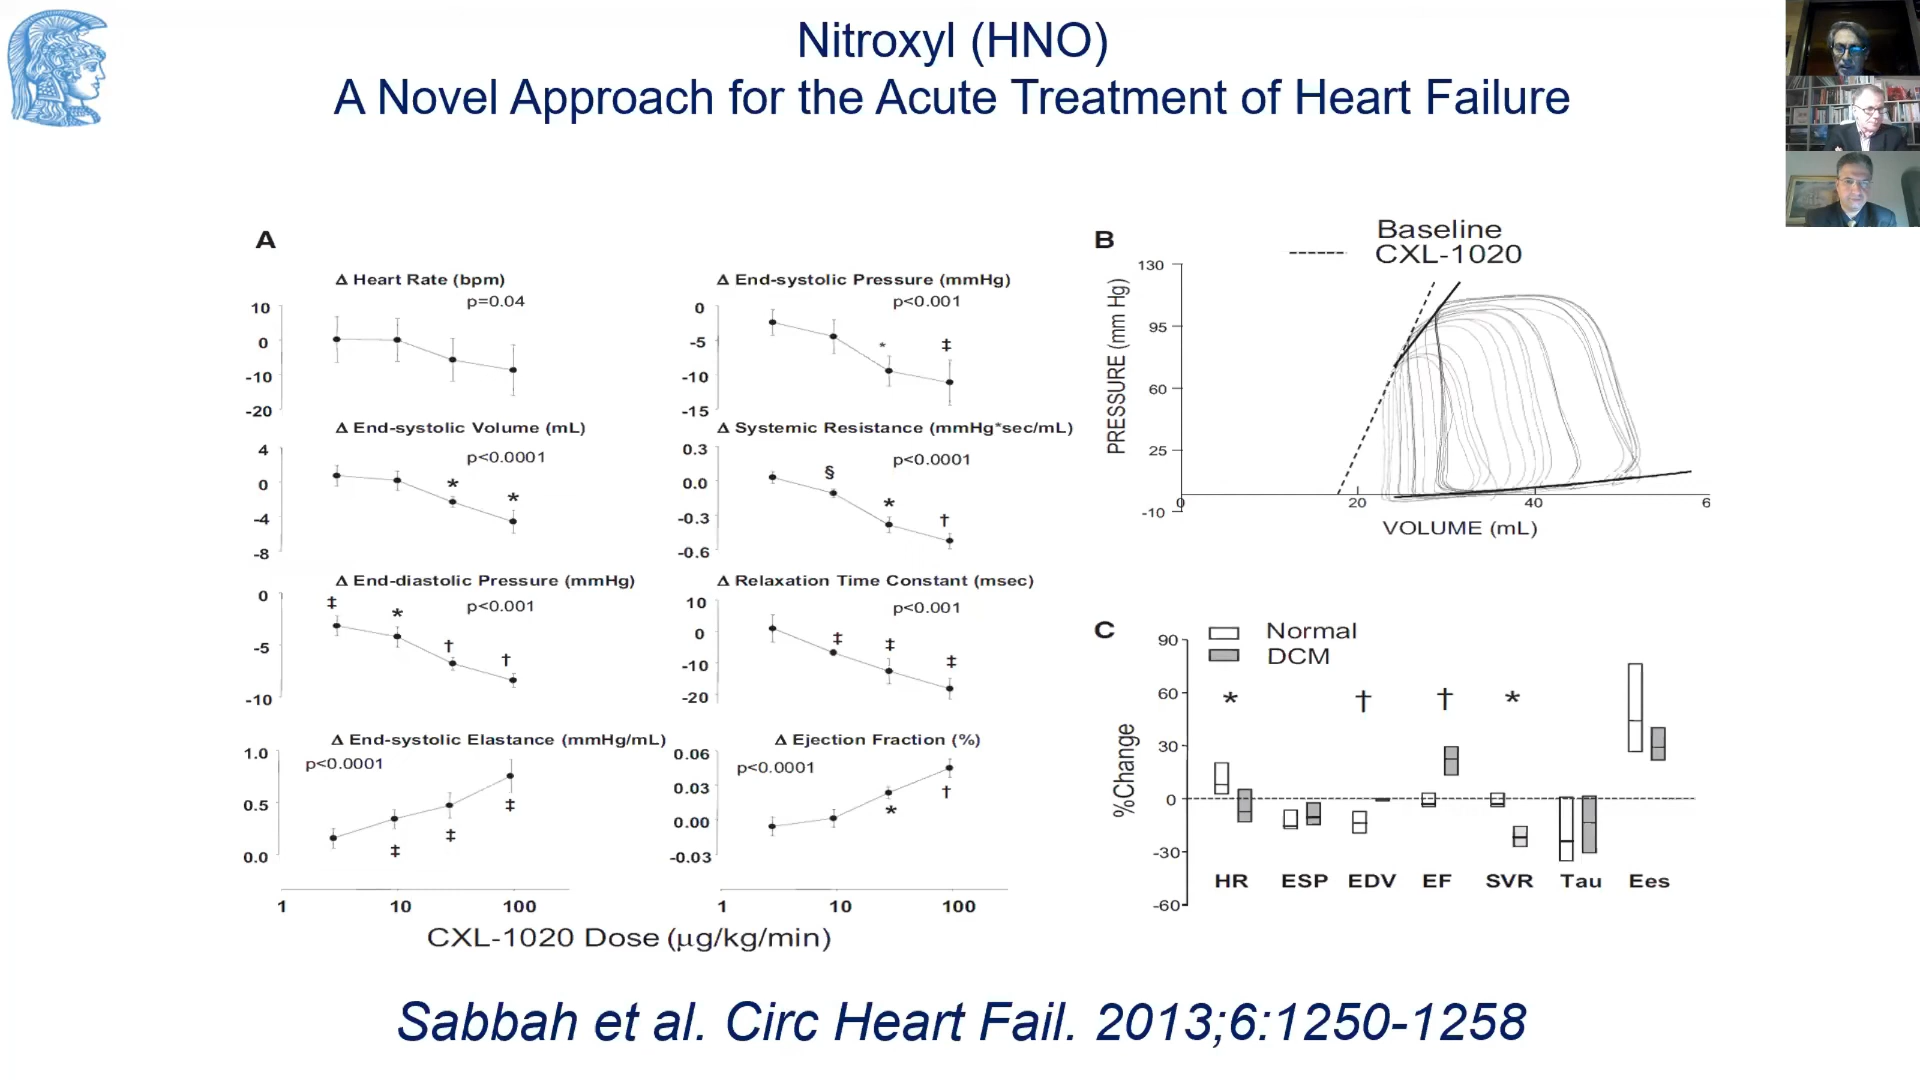 Nitroxyl (HNO)
A Novel Approach for the Acute Treatment of Heart Failure
A
Δ Heart Rate (bpm)
p=0.04
10
0
-10
-20
Δ End-systolic Pressure (mmHg)
p<0.001
0
-5
-10
-15
*
‡
Δ End-systolic Volume (mL)
p<0.0001
4
0
-4
-8
*
*
Δ Systemic Resistance (mmHg*sec/mL)
p<0.0001
0.3
0.0
-0.3
-0.6
§
*
†
Δ End-diastolic Pressure (mmHg)
p<0.001
0
-5
-10
‡
*
†
†
Δ Relaxation Time Constant (msec)
p<0.001
10
0
-10
-20
‡
‡
‡
Δ End-systolic Elastance (mmHg/mL)
p<0.0001
1.0
0.5
0.0
‡
‡
‡
Δ Ejection Fraction (%)
p<0.0001
0.06
0.03
0.00
-0.03
*
†
1 10 100
1 10 100
CXL-1020 Dose (µg/kg/min)
B
Baseline
CXL-1020
PRESSURE (mm Hg)
130
95
60
25
-10
0 20 40 6
VOLUME (mL)
C
Normal
DCM
%Change
90
60
30
0
-30
-60
* † † *
HR ESP EDV EF SVR Tau Ees
Sabbah et al. Circ Heart Fail. 2013;6:1250-1258